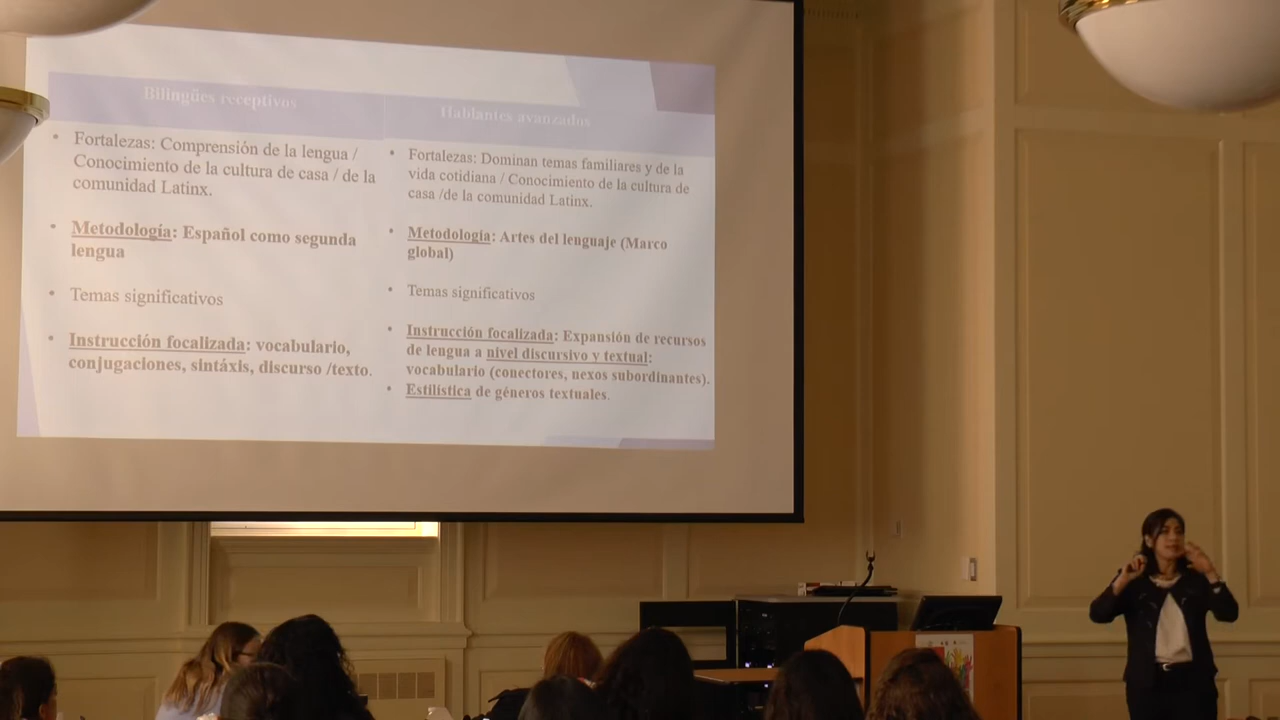 Bilingües receptivos
• Fortalezas: Comprensión de la lengua /
Conocimiento de la cultura de casa / de la
comunidad Latinx.
• Metodología: Español como segunda
lengua
• Temas significativos
• Instrucción focalizada: vocabulario,
conjugaciones, sintáxis, discurso /texto.
Hablantes avanzados
• Fortalezas: Dominan temas familiares y de la
vida cotidiana / Conocimiento de la cultura de
casa /de la comunidad Latinx.
• Metodología: Artes del lenguaje (Marco
global)
• Temas significativos
• Instrucción focalizada: Expansión de recursos
de lengua a nivel discursivo y textual:
vocabulario (conectores, nexos subordinantes).
• Estilística de géneros textuales.